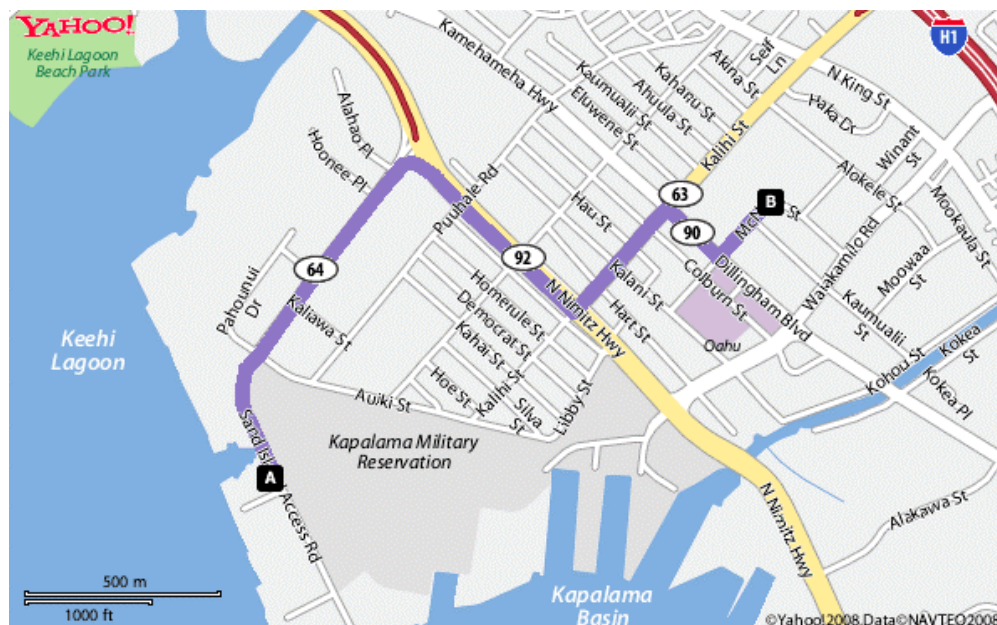 YAHOO!
Keehi Lagoon
Beach Park
H1
Kamehameha Hwy
Kaumualii St
Eluwene St
Ahuula St
Kaharu St
Akina St
Seif
Ln
N King St
Haka Dr
Winant
St
Kalihi St
Alahao Pl
Hoonee Pl
Puuhale Rd
Hau St
63
B
McN
St
Alokele St
Mookaula St
90
92
64
Pahounui
Dr
Kaliawa St
Keehi
Lagoon
N Nimitz Hwy
Kalani St
Colburn St
Dillingham Blvd
Waiakamilo Rd
Moowaa
St
Kaumualii
St
Hart St
Oahu
Homerule St
Democrat St
Kahai St
Kalihi St
Hoe St
Silva
St
Libby St
Auiki St
Kohou St
Kokea
St
Kokea Pl
Kapalama Military
Reservation
A
Access Rd
N Nimitz Hwy
Alakawa St
Kapalama
Basin
500 m
1000 ft
©Yahoo!2008,Data©NAVTEQ2008